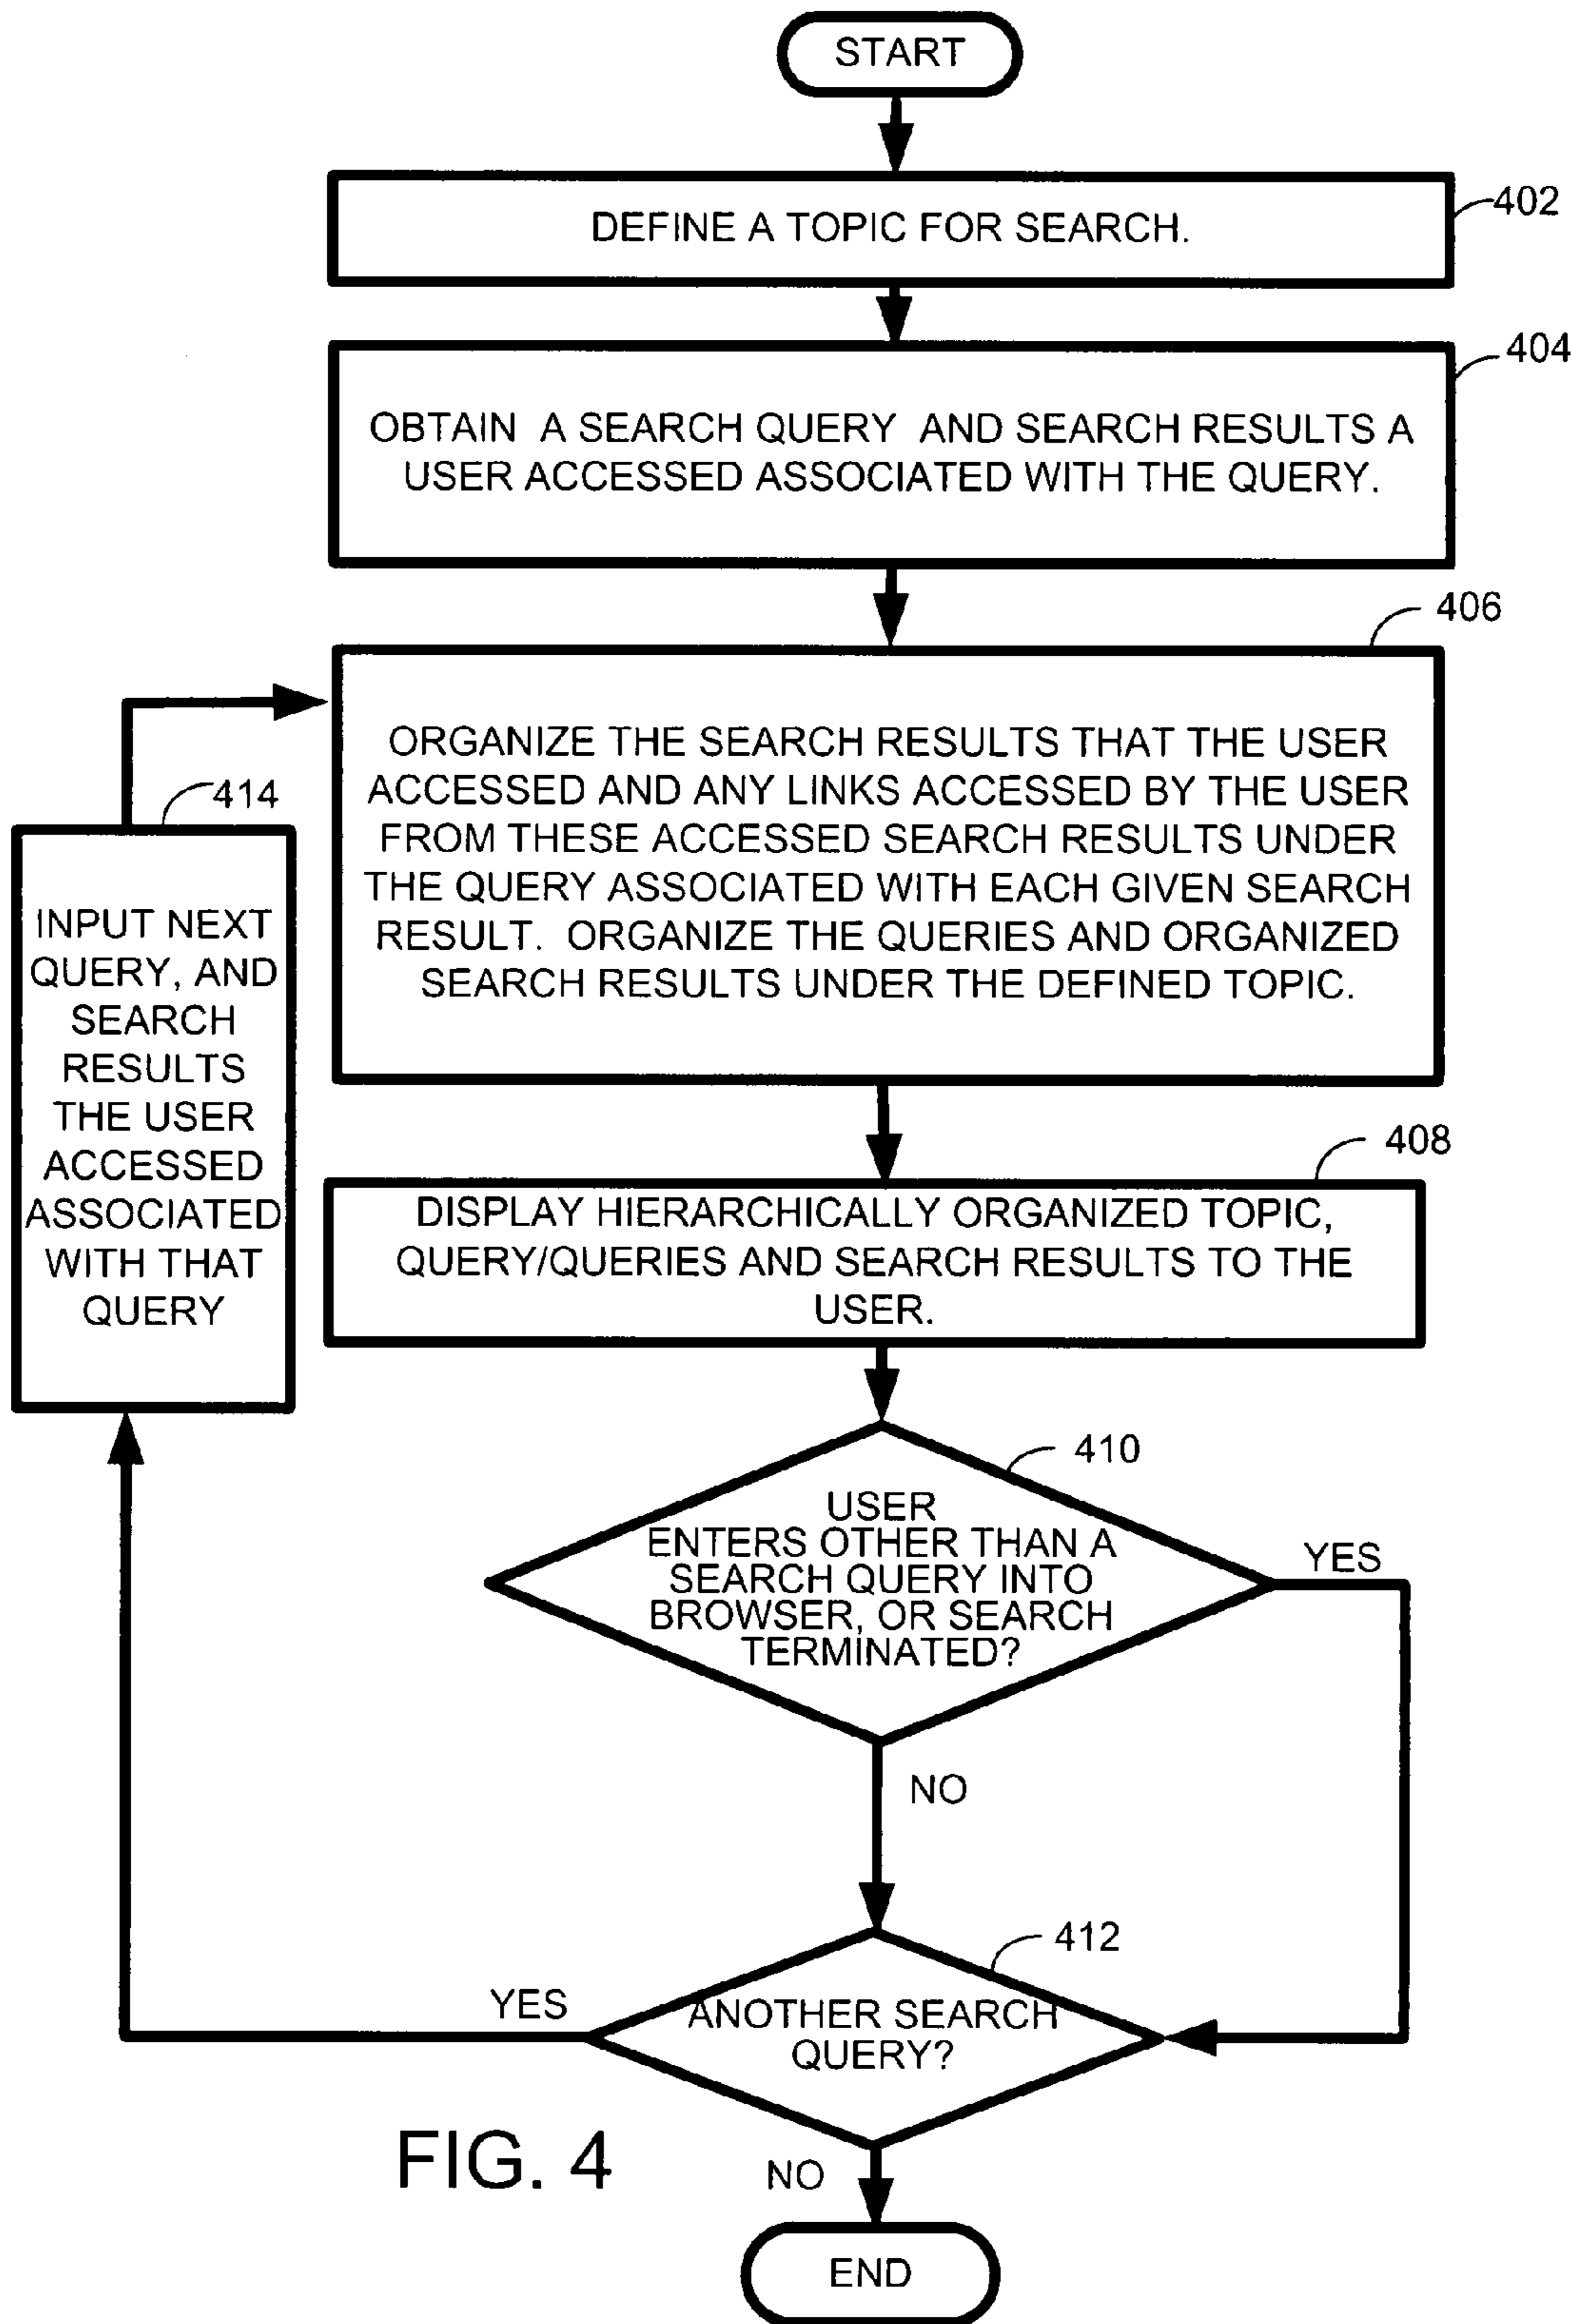 START
402
DEFINE A TOPIC FOR SEARCH.
404
OBTAIN A SEARCH QUERY AND SEARCH RESULTS A
USER ACCESSED ASSOCIATED WITH THE QUERY.
406
ORGANIZE THE SEARCH RESULTS THAT THE USER
ACCESSED AND ANY LINKS ACCESSED BY THE USER
FROM THESE ACCESSED SEARCH RESULTS UNDER
THE QUERY ASSOCIATED WITH EACH GIVEN SEARCH
RESULT. ORGANIZE THE QUERIES AND ORGANIZED
SEARCH RESULTS UNDER THE DEFINED TOPIC.
414
INPUT NEXT
QUERY, AND
SEARCH
RESULTS
THE USER
ACCESSED
ASSOCIATED
WITH THAT
QUERY
408
DISPLAY HIERARCHICALLY ORGANIZED TOPIC,
QUERY/QUERIES AND SEARCH RESULTS TO THE
USER.
410
USER
ENTERS OTHER THAN A
SEARCH QUERY INTO
BROWSER, OR SEARCH
TERMINATED?
YES
NO
412
YES
ANOTHER SEARCH
QUERY?
FIG. 4
NO
END